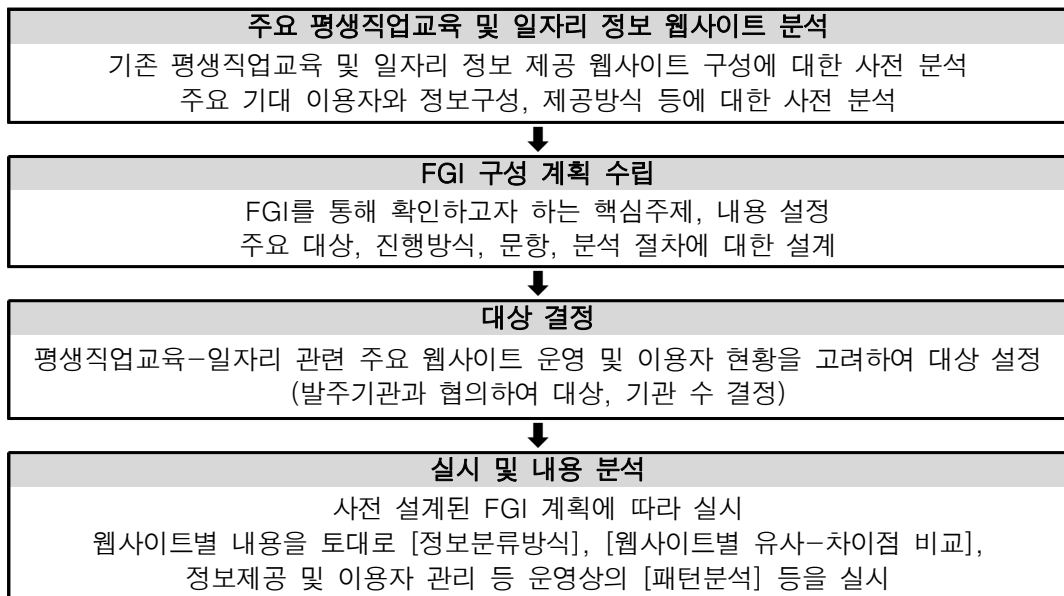 주요 평생직업교육 및 일자리 정보 웹사이트 분석
기존 평생직업교육 및 일자리 정보 제공 웹사이트 구성에 대한 사전 분석
주요 기대 이용자와 정보구성, 제공방식 등에 대한 사전 분석
FGI 구성 계획 수립
FGI를 통해 확인하고자 하는 핵심주제, 내용 설정
주요 대상, 진행방식, 문항, 분석 절차에 대한 설계
대상 결정
평생직업교육-일자리 관련 주요 웹사이트 운영 및 이용자 현황을 고려하여 대상 설정
(발주기관과 협의하여 대상, 기관 수 결정)
실시 및 내용 분석
사전 설계된 FGI 계획에 따라 실시
웹사이트별 내용을 토대로 [정보분류방식], [웹사이트별 유사-차이점 비교],
정보제공 및 이용자 관리 등 운영상의 [패턴분석] 등을 실시